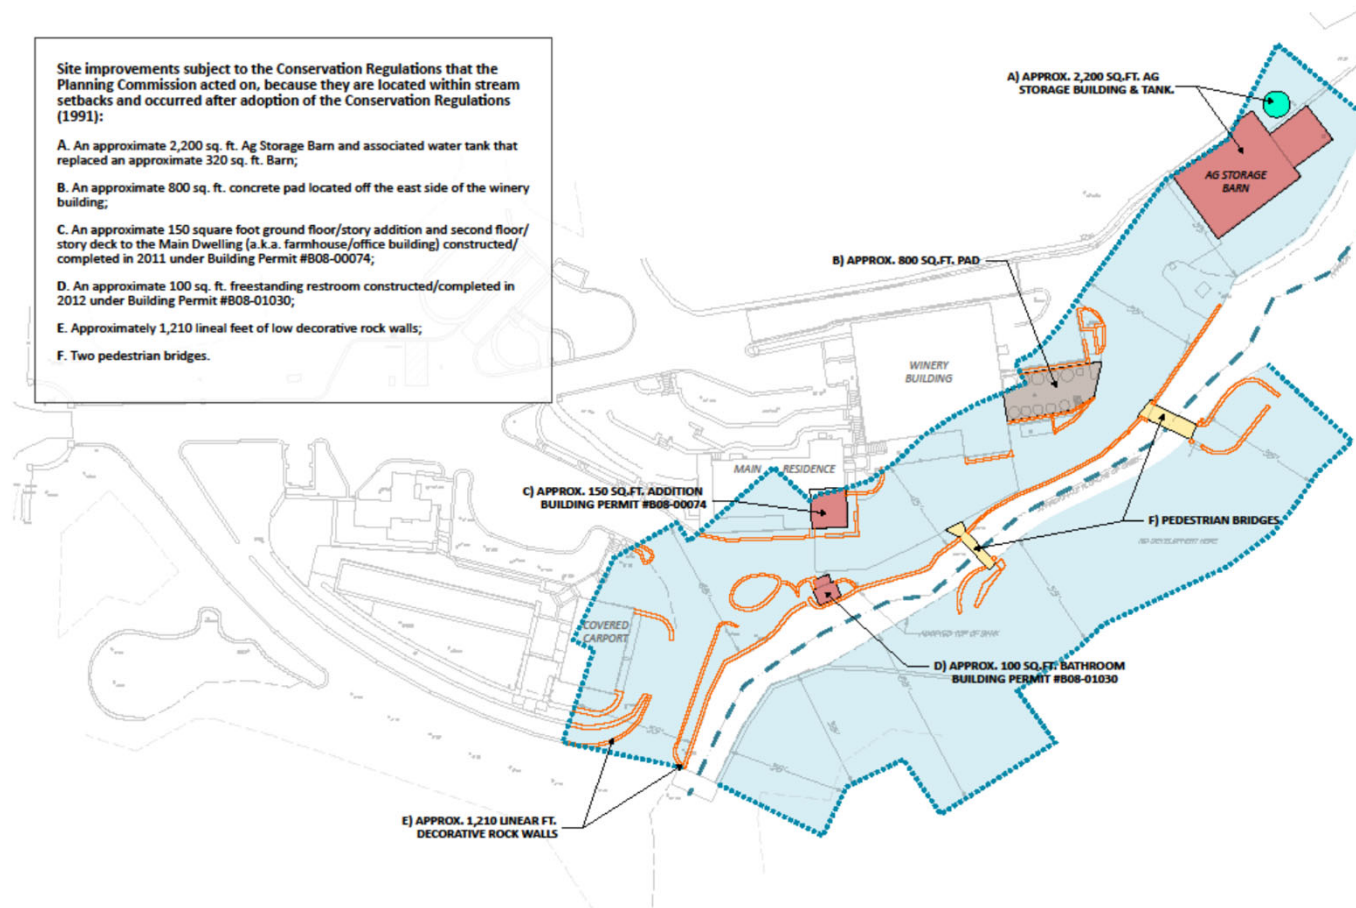 Site improvements subject to the Conservation Regulations that the
Planning Commission acted on, because they are located within stream
setbacks and occurred after adoption of the Conservation Regulations
(1991):
A. An approximate 2,200 sq. ft. Ag Storage Barn and associated water tank that
replaced an approximate 320 sq. ft. Barn;
B. An approximate 800 sq. ft. concrete pad located off the east side of the winery
building;
C. An approximate 150 square foot ground floor/story addition and second floor/
story deck to the Main Dwelling (a.k.a. farmhouse/office building) constructed/
completed in 2011 under Building Permit #B08-00074;
D. An approximate 100 sq. ft. freestanding restroom constructed/completed in
2012 under Building Permit #B08-01030;
E. Approximately 1,210 lineal feet of low decorative rock walls;
F. Two pedestrian bridges.
A) APPROX. 2,200 SQ.FT. AG
STORAGE BUILDING & TANK.
AG STORAGE
BARN
B) APPROX. 800 SQ.FT. PAD
WINERY
BUILDING
MAIN RESIDENCE
C) APPROX. 150 SQ.FT. ADDITION
BUILDING PERMIT #B08-00074
F) PEDESTRIAN BRIDGES
NO DEVELOPMENT HERE
COVERED
CARPORT
ADOPTED TOP OF BANK
D) APPROX. 100 SQ.FT. BATHROOM
BUILDING PERMIT #B08-01030
E) APPROX. 1,210 LINEAR FT.
DECORATIVE ROCK WALLS